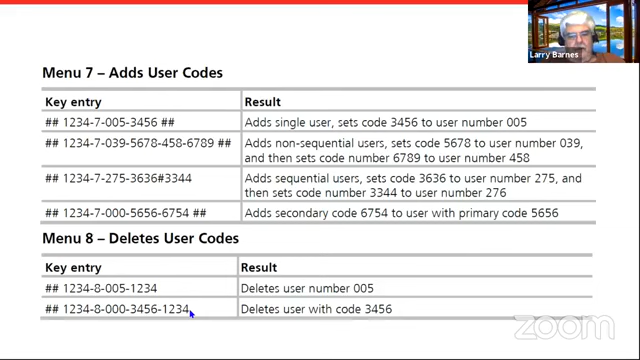 Larry Barnes
Menu 7 – Adds User Codes
Key entry Result
## 1234-7-005-3456 ## Adds single user, sets code 3456 to user number 005
## 1234-7-039-5678-458-6789 ## Adds non-sequential users, sets code 5678 to user number 039,
and then sets code number 6789 to user number 458
## 1234-7-275-3636#3344 Adds sequential users, sets code 3636 to user number 275, and
then sets code number 3344 to user number 276
## 1234-7-000-5656-6754 ## Adds secondary code 6754 to user with primary code 5656
Menu 8 – Deletes User Codes
Key entry Result
## 1234-8-005-1234 Deletes user number 005
## 1234-8-000-3456-1234 Deletes user with code 3456
zoom